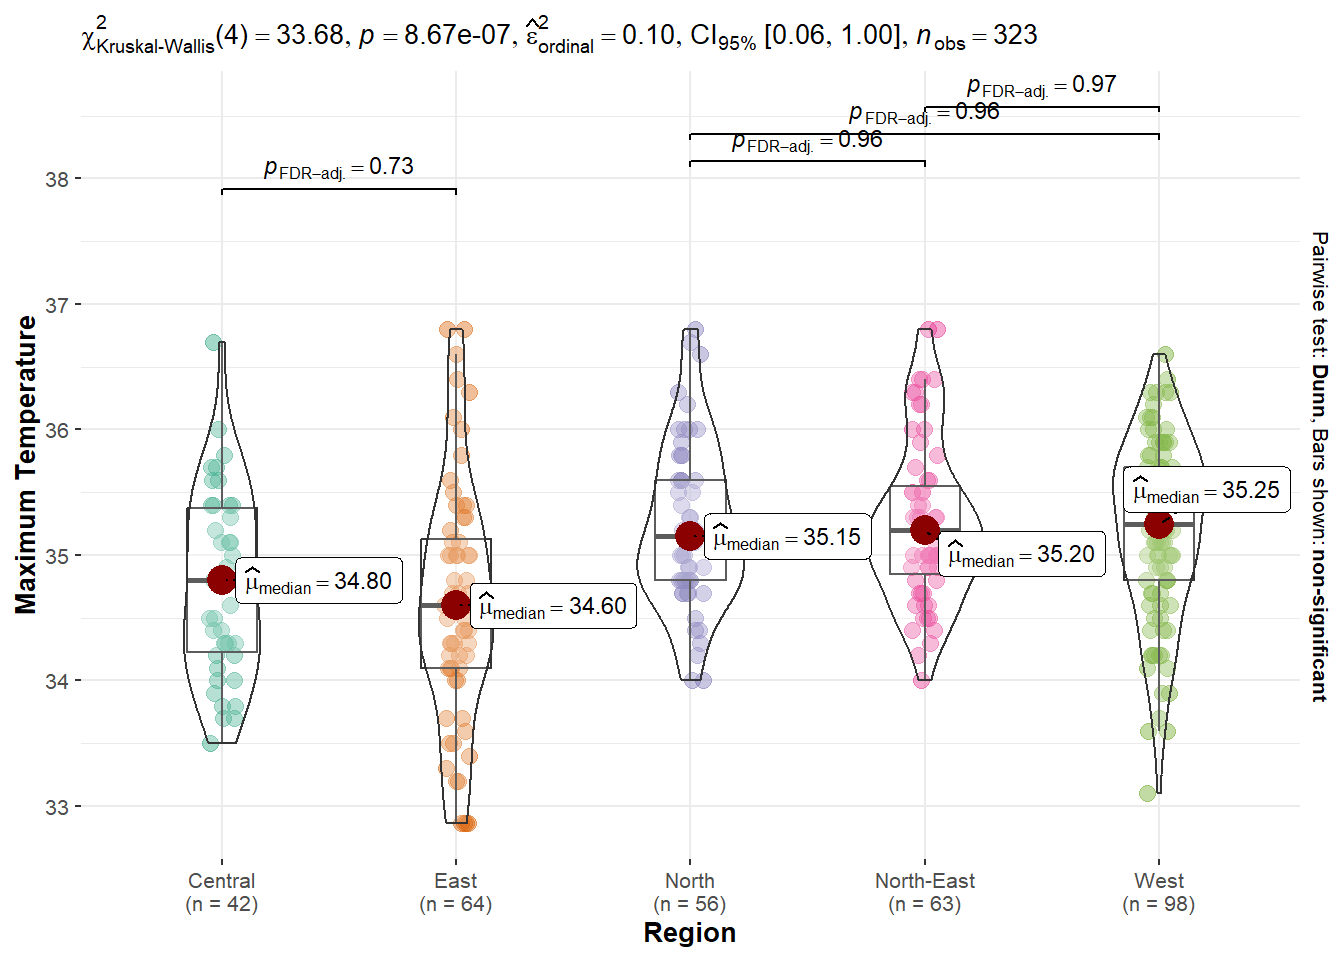 χ²Kruskal-Wallis(4) = 33.68, p = 8.67e-07, ε̂²ordinal = 0.10, CI95% [0.06, 1.00], nobs = 323
pFDR–adj. = 0.97
pFDR–adj. = 0.96
pFDR–adj. = 0.96
pFDR–adj. = 0.73
38
37
36
35
34
33
Maximum Temperature
μ̂median = 34.80
μ̂median = 34.60
μ̂median = 35.15
μ̂median = 35.20
μ̂median = 35.25
Pairwise test: Dunn, Bars shown: non-significant
Central
(n = 42)
East
(n = 64)
North
(n = 56)
North-East
(n = 63)
West
(n = 98)
Region